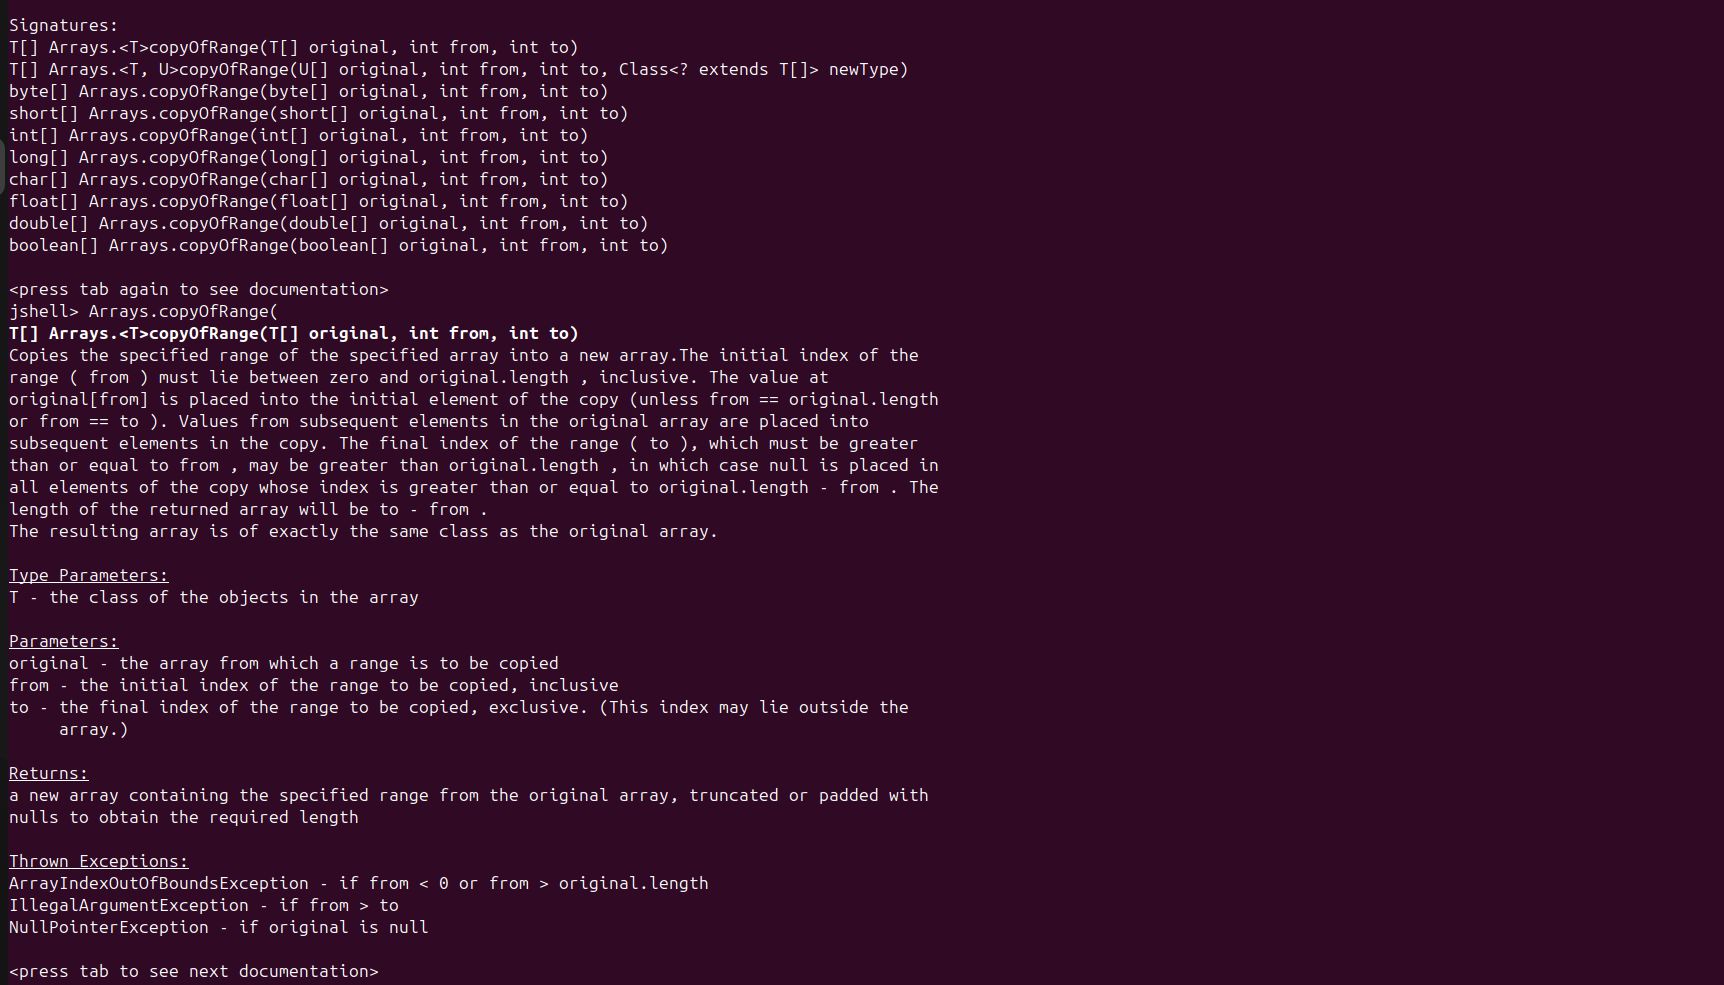 Signatures:
T[] Arrays.<T>copyOfRange(T[] original, int from, int to)
T[] Arrays.<T, U>copyOfRange(U[] original, int from, int to, Class<? extends T[]> newType)
byte[] Arrays.copyOfRange(byte[] original, int from, int to)
short[] Arrays.copyOfRange(short[] original, int from, int to)
int[] Arrays.copyOfRange(int[] original, int from, int to)
long[] Arrays.copyOfRange(long[] original, int from, int to)
char[] Arrays.copyOfRange(char[] original, int from, int to)
float[] Arrays.copyOfRange(float[] original, int from, int to)
double[] Arrays.copyOfRange(double[] original, int from, int to)
boolean[] Arrays.copyOfRange(boolean[] original, int from, int to)

<press tab again to see documentation>
jshell> Arrays.copyOfRange(
T[] Arrays.<T>copyOfRange(T[] original, int from, int to)
Copies the specified range of the specified array into a new array.The initial index of the
range ( from ) must lie between zero and original.length , inclusive. The value at
original[from] is placed into the initial element of the copy (unless from == original.length
or from == to ). Values from subsequent elements in the original array are placed into
subsequent elements in the copy. The final index of the range ( to ), which must be greater
than or equal to from , may be greater than original.length , in which case null is placed in
all elements of the copy whose index is greater than or equal to original.length - from . The
length of the returned array will be to - from .
The resulting array is of exactly the same class as the original array.

Type Parameters:
T - the class of the objects in the array

Parameters:
original - the array from which a range is to be copied
from - the initial index of the range to be copied, inclusive
to - the final index of the range to be copied, exclusive. (This index may lie outside the
     array.)

Returns:
a new array containing the specified range from the original array, truncated or padded with
nulls to obtain the required length

Thrown Exceptions:
ArrayIndexOutOfBoundsException - if from < 0 or from > original.length
IllegalArgumentException - if from > to
NullPointerException - if original is null

<press tab to see next documentation>